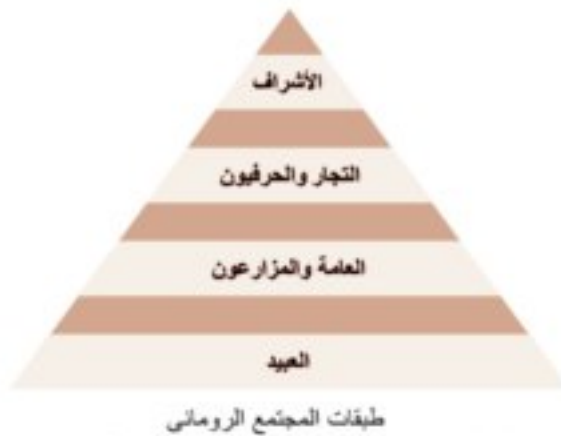 الأشراف
التجار والحرفيون
العامة والمزارعون
العبيد
طبقات المجتمع الروماني